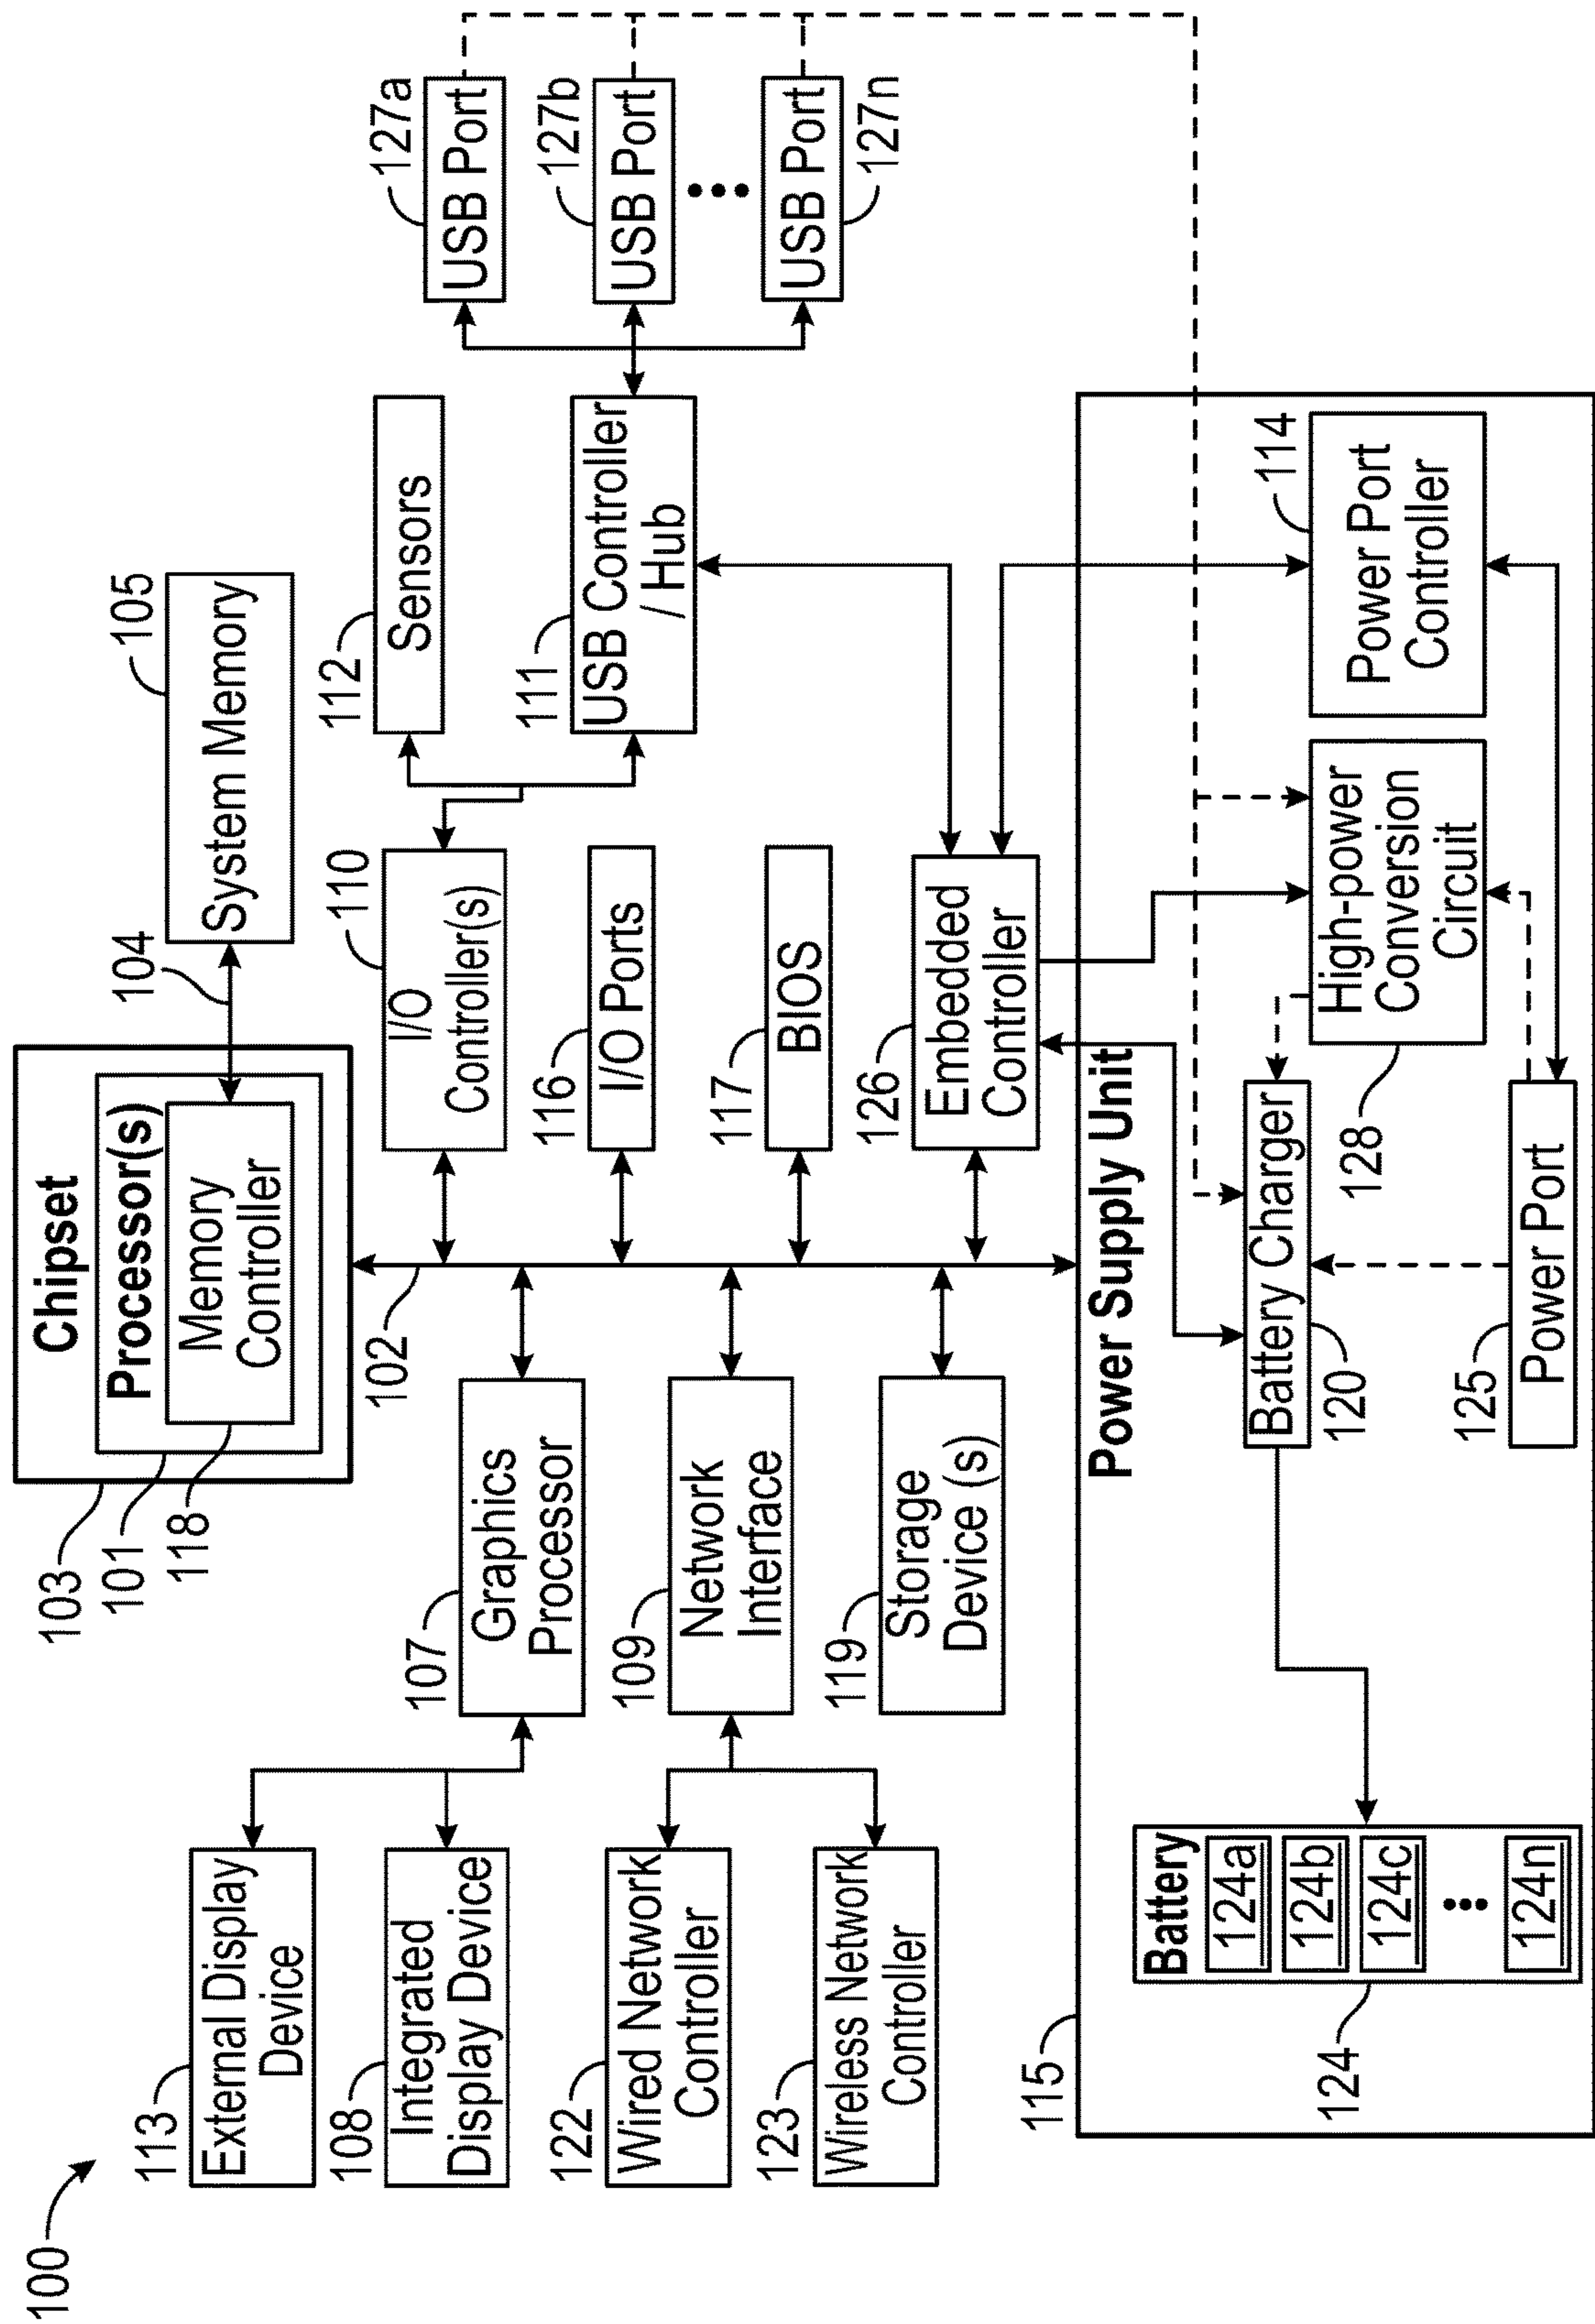 100
Chipset
Processor(s)
Memory
Controller
103
101
118
104
105
System Memory
102
113
External Display
Device
108
Integrated
Display Device
107
Graphics
Processor
122
Wired Network
Controller
123
Wireless Network
Controller
109
Network
Interface
119
Storage
Device (s)
110
I/O
Controller(s)
116
I/O Ports
117
BIOS
126
Embedded
Controller
112
Sensors
111
USB Controller
/ Hub
127a
USB Port
127b
USB Port
USB Port
127n
115
Power Supply Unit
Battery
124a
124b
124c
124n
124
Battery Charger
120
125
Power Port
High-power
Conversion
Circuit
128
114
Power Port
Controller